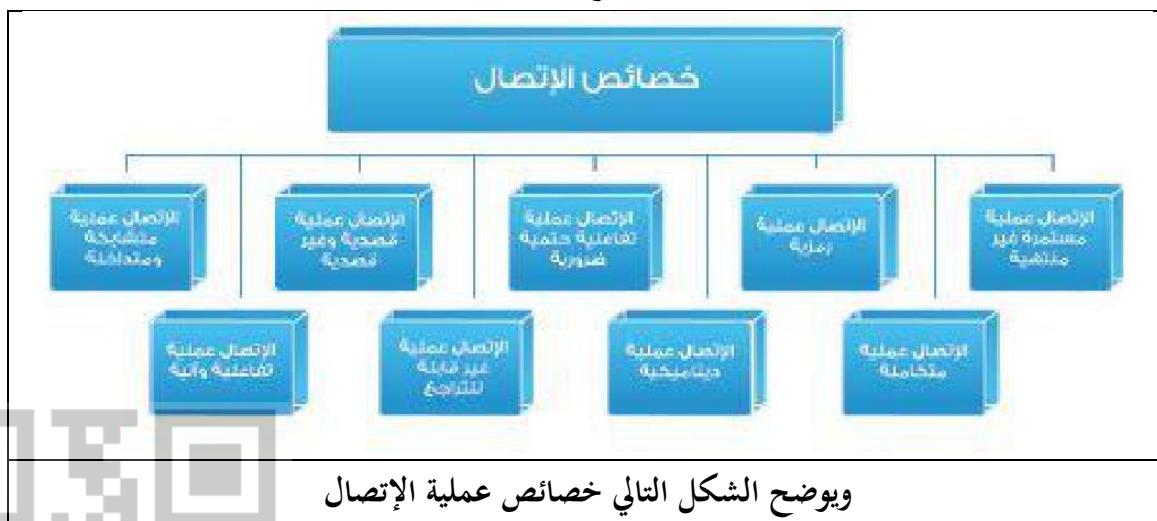 خصائص الإتصال
الإتصال عملية
مستمرة غير
منتهية
الإتصال عملية
رمزية
الإتصال عملية
تفاعلية حتمية
ضرورية
الإتصال عملية
قصدية وغير
قصدية
الإتصال عملية
متشابكة
ومتداخلة
الإتصال عملية
متكاملة
الإتصال عملية
ديناميكية
الإتصال عملية
غير قابلة
للتراجع
الإتصال عملية
تفاعلية وآنية
ويوضح الشكل التالي خصائص عملية الإتصال